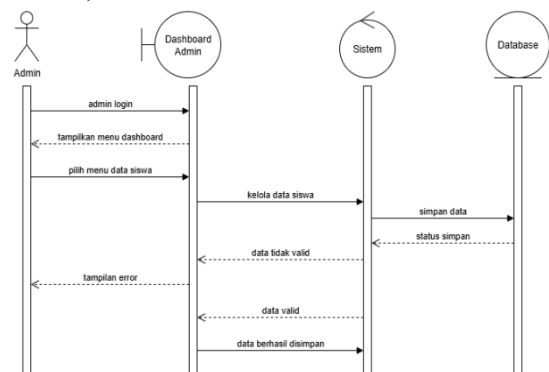 Dashboard
Admin
Sistem
Database
Admin
admin login
tampilkan menu dashboard
pilih menu data siswa
kelola data siswa
simpan data
status simpan
data tidak valid
tampilan error
data valid
data berhasil disimpan